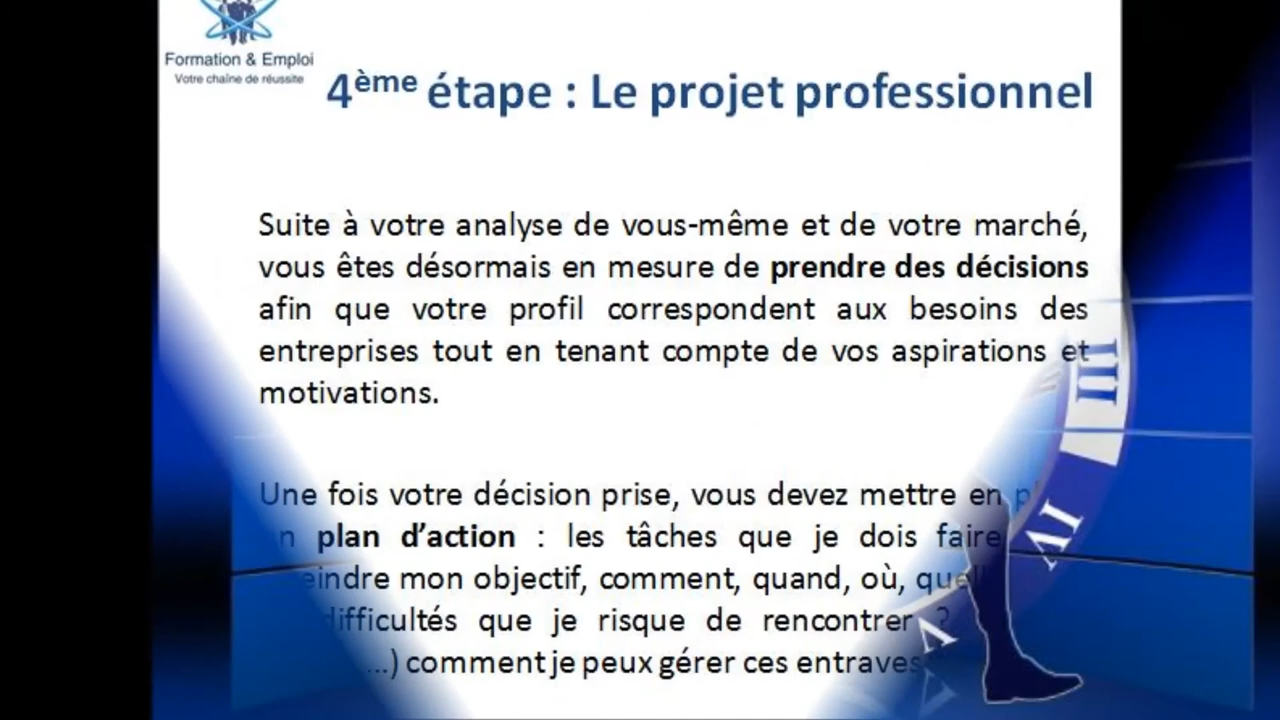 Formation & Emploi
Votre chaîne de réussite
4ème étape : Le projet professionnel
Suite à votre analyse de vous-même et de votre marché,
vous êtes désormais en mesure de prendre des décisions
afin que votre profil correspondent aux besoins des
entreprises tout en tenant compte de vos aspirations et
motivations.
Une fois votre décision prise, vous devez mettre en
plan d'action : les tâches que je dois faire
mon objectif, comment, quand, où,
difficultés que je risque de rencontrer ?
...) comment je peux gérer ces entraves
III
VI
V